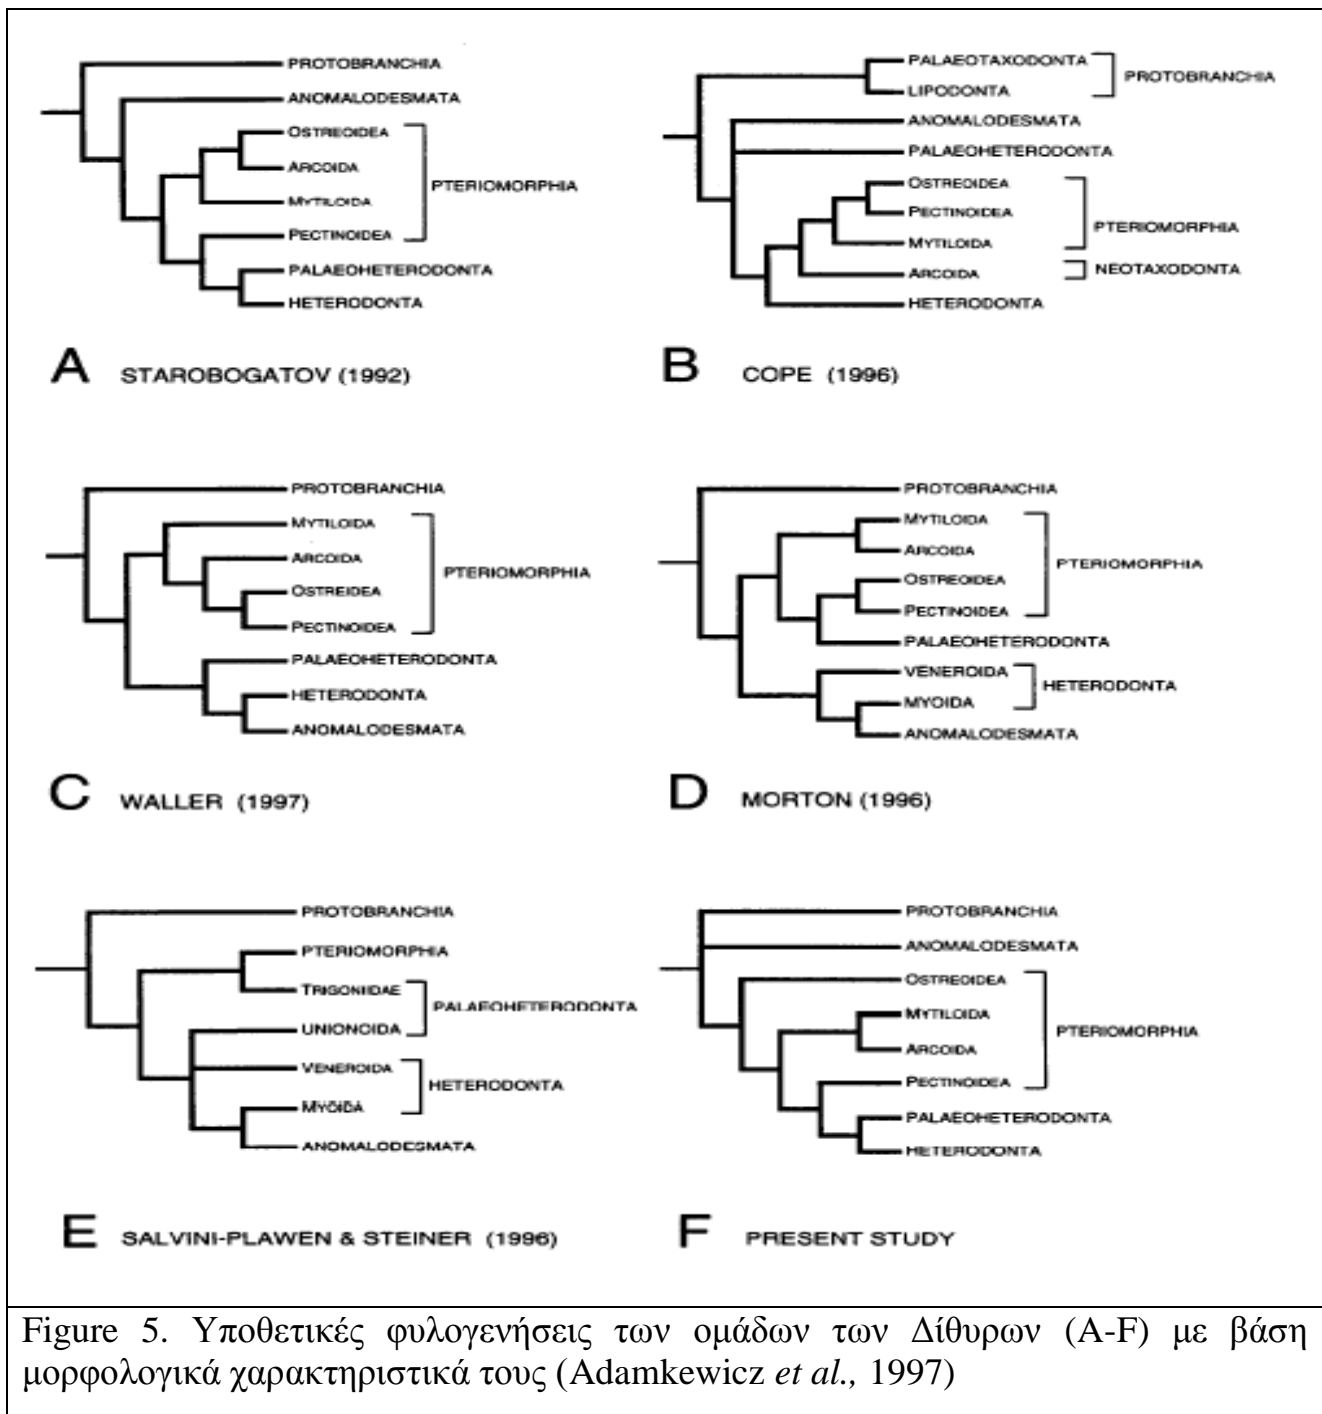 PROTOBRANCHIA
ANOMALODESMATA
OSTREOIDEA
ARCOIDA
MYTILOIDA
PECTINOIDEA
PTERIOMORPHIA
PALAEOHETERODONTA
HETERODONTA
A STAROBOGATOV (1992)
PALAEOTAXODONTA
LIPODONTA
PROTOBRANCHIA
ANOMALODESMATA
PALAEOHETERODONTA
OSTREOIDEA
PECTINOIDEA
MYTILOIDA
PTERIOMORPHIA
ARCOIDA
NEOTAXODONTA
HETERODONTA
B COPE (1996)
PROTOBRANCHIA
MYTILOIDA
ARCOIDA
OSTREIDEA
PECTINOIDEA
PTERIOMORPHIA
PALAEOHETERODONTA
HETERODONTA
ANOMALODESMATA
C WALLER (1997)
PROTOBRANCHIA
MYTILOIDA
ARCOIDA
OSTREOIDEA
PECTINOIDEA
PTERIOMORPHIA
PALAEOHETERODONTA
VENEROIDA
MYOIDA
HETERODONTA
ANOMALODESMATA
D MORTON (1996)
PROTOBRANCHIA
PTERIOMORPHIA
TRIGONIIDAE
UNIONOIDA
PALAEOHETERODONTA
VENEROIDA
MYOIDA
HETERODONTA
ANOMALODESMATA
E SALVINI-PLAWEN & STEINER (1996)
PROTOBRANCHIA
ANOMALODESMATA
OSTREOIDEA
MYTILOIDA
ARCOIDA
PECTINOIDEA
PTERIOMORPHIA
PALAEOHETERODONTA
HETERODONTA
F PRESENT STUDY
Figure 5. Υποθετικές φυλογενήσεις των ομάδων των Δίθυρων (A-F) με βάση
μορφολογικά χαρακτηριστικά τους (Adamkewicz et al., 1997)